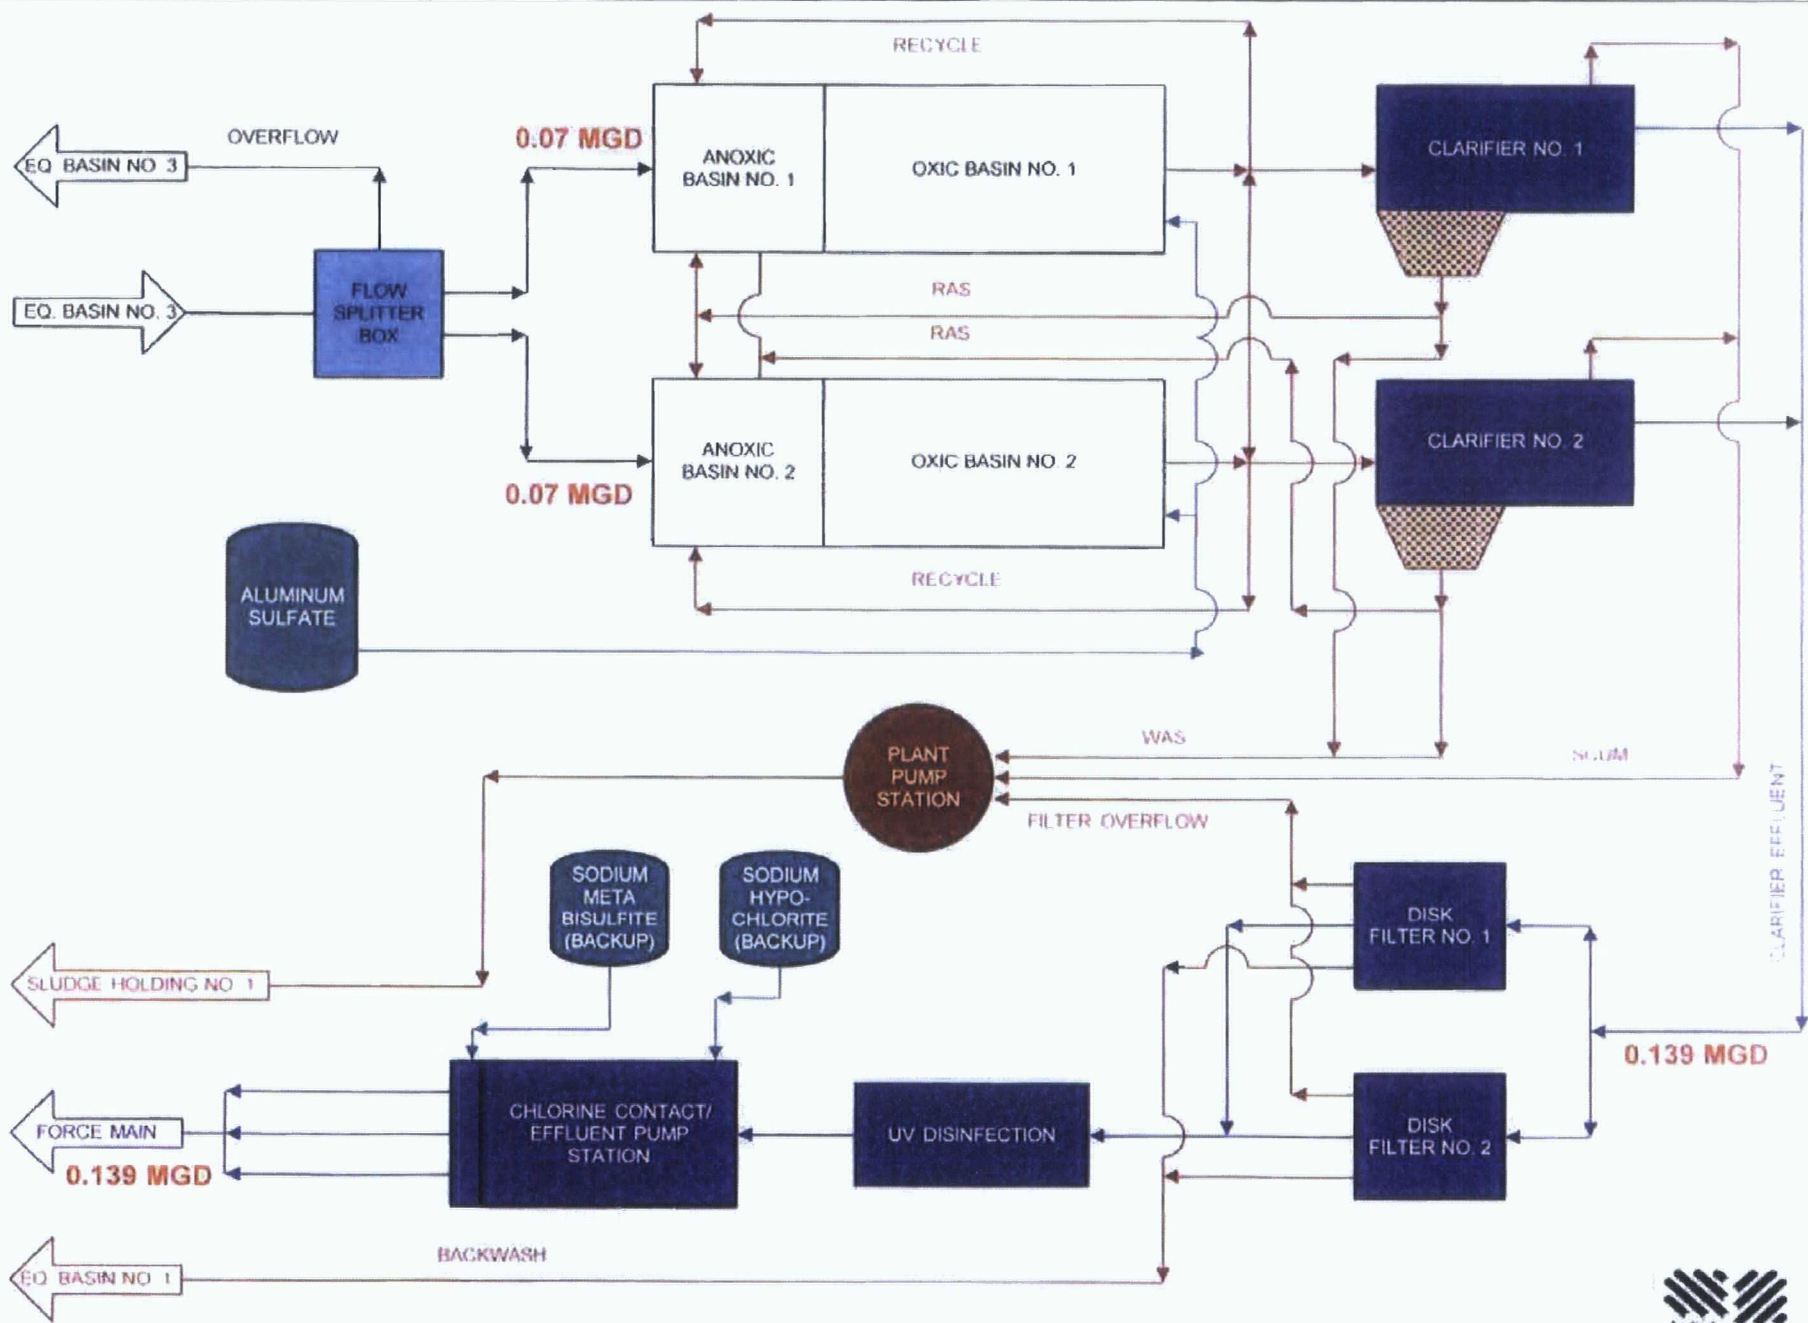 RECYCLE
OVERFLOW
0.07 MGD
EQ. BASIN NO. 3
ANOXIC
BASIN NO. 1
OXIC BASIN NO. 1
CLARIFIER NO. 1
EQ. BASIN NO. 3
FLOW
SPLITTER
BOX
RAS
RAS
ANOXIC
BASIN NO. 2
OXIC BASIN NO. 2
CLARIFIER NO. 2
0.07 MGD
RECYCLE
ALUMINUM
SULFATE
PLANT
PUMP
STATION
WAS
SCUM
FILTER OVERFLOW
CLARIFIER EFFLUENT
SODIUM
META
BISULFITE
(BACKUP)
SODIUM
HYPO-
CHLORITE
(BACKUP)
DISK
FILTER NO. 1
SLUDGE HOLDING NO. 1
0.139 MGD
CHLORINE CONTACT/
EFFLUENT PUMP
STATION
UV DISINFECTION
DISK
FILTER NO. 2
FORCE MAIN
0.139 MGD
BACKWASH
EQ. BASIN NO. 1